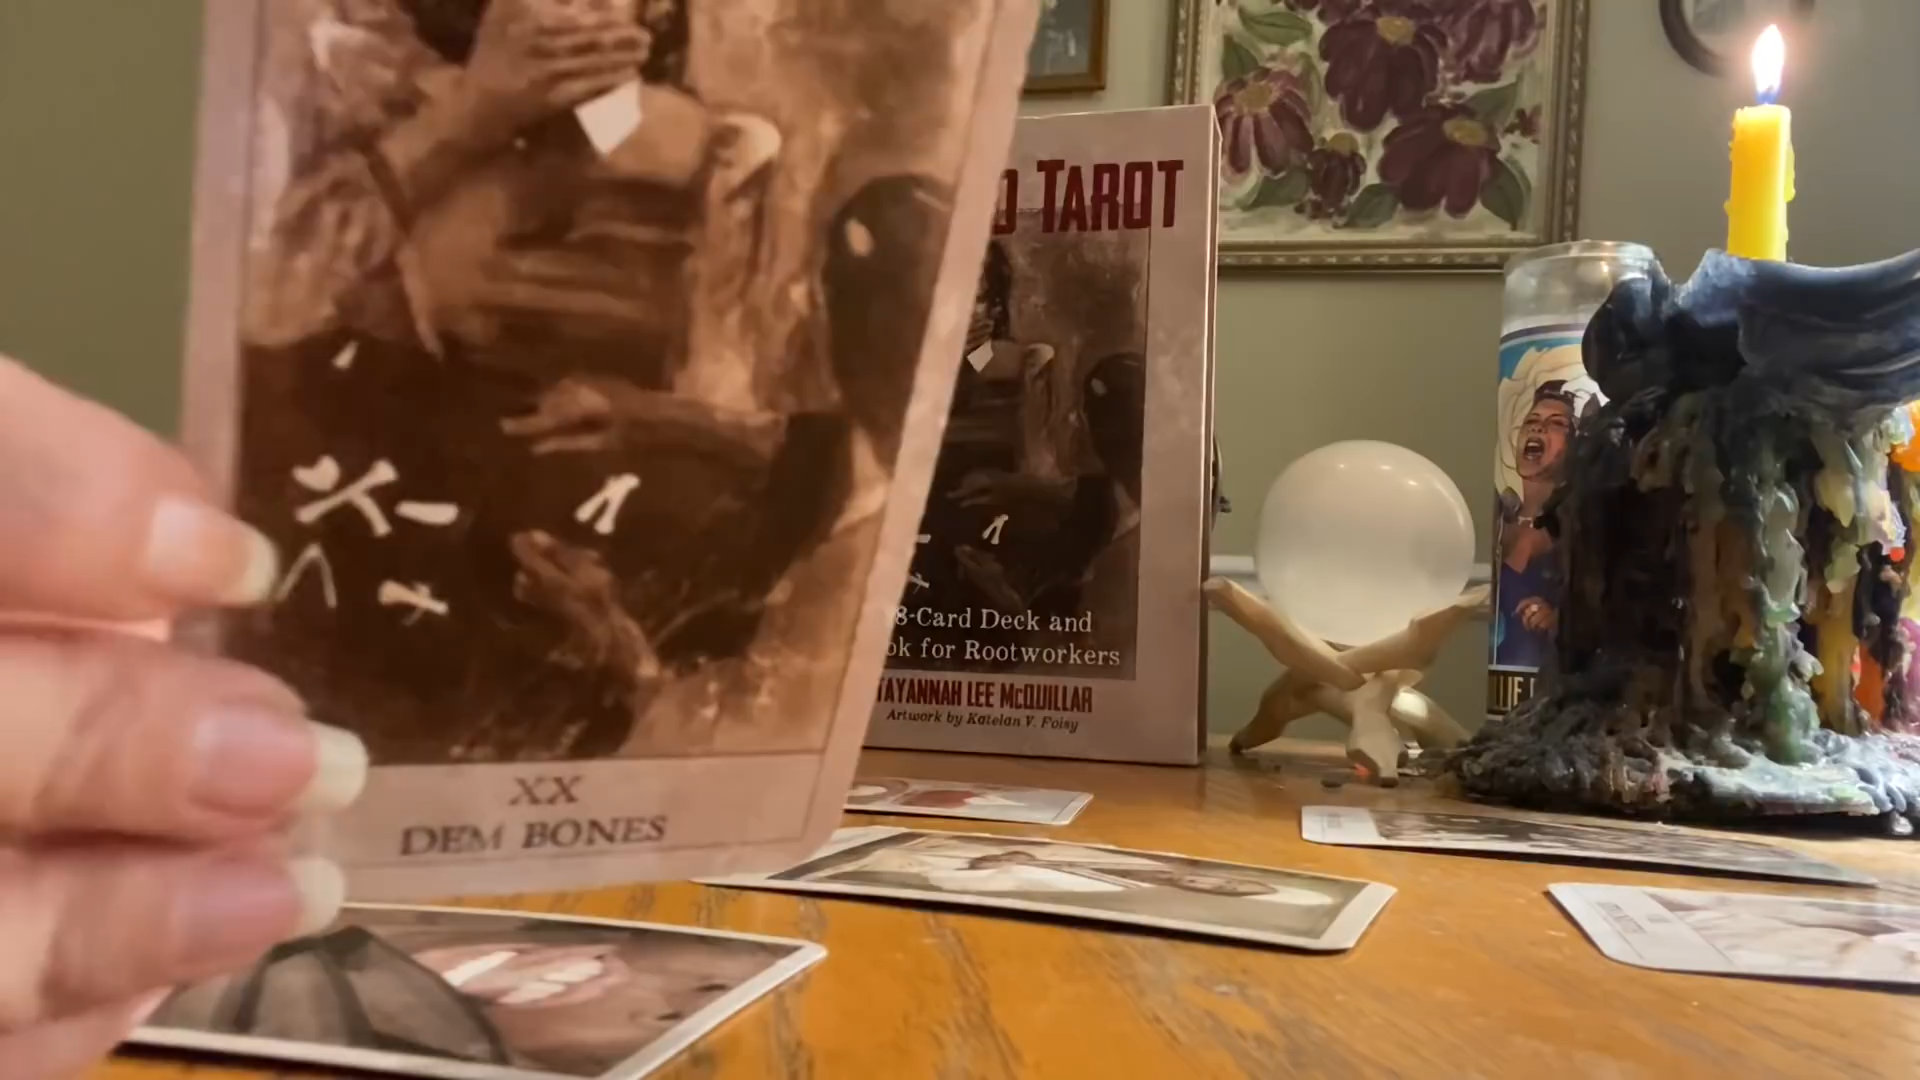 XX
DEM BONES
TAROT
8-Card Deck and
ok for Rootworkers
TAYANNAH LEE McQUILLAR
Artwork by Katelan V. Foisy